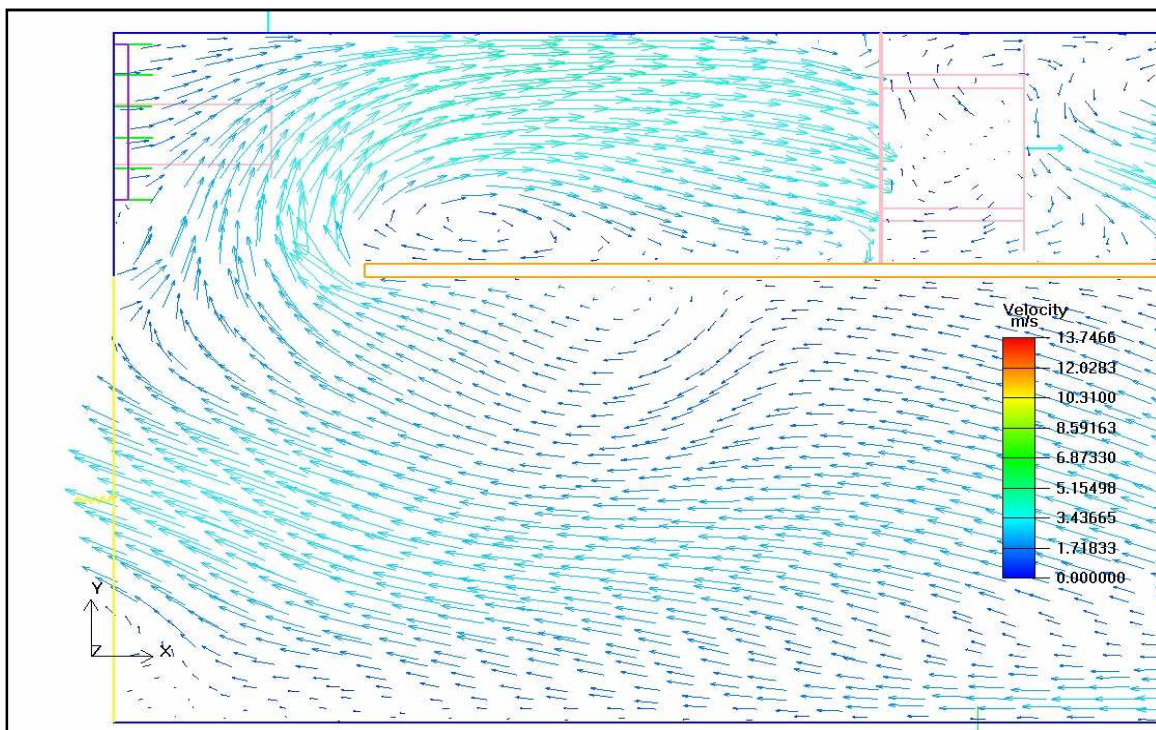 Velocity
m/s
13.7466
12.0283
10.3100
8.59163
6.87330
5.15498
3.43665
1.71833
0.000000
Y
Z X